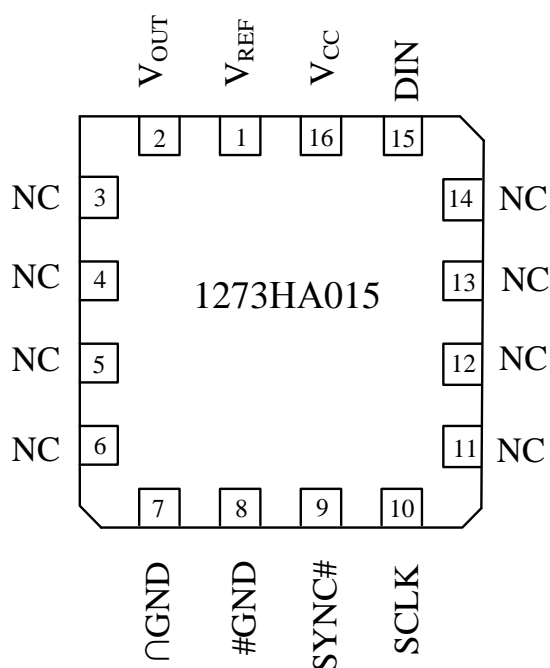 V_OUT V_REF V_CC DIN
2 1 16 15
NC 3 14 NC
NC 4 1273HA015 13 NC
NC 5 12 NC
NC 6 11 NC
7 8 9 10
∩GND #GND SYNC# SCLK